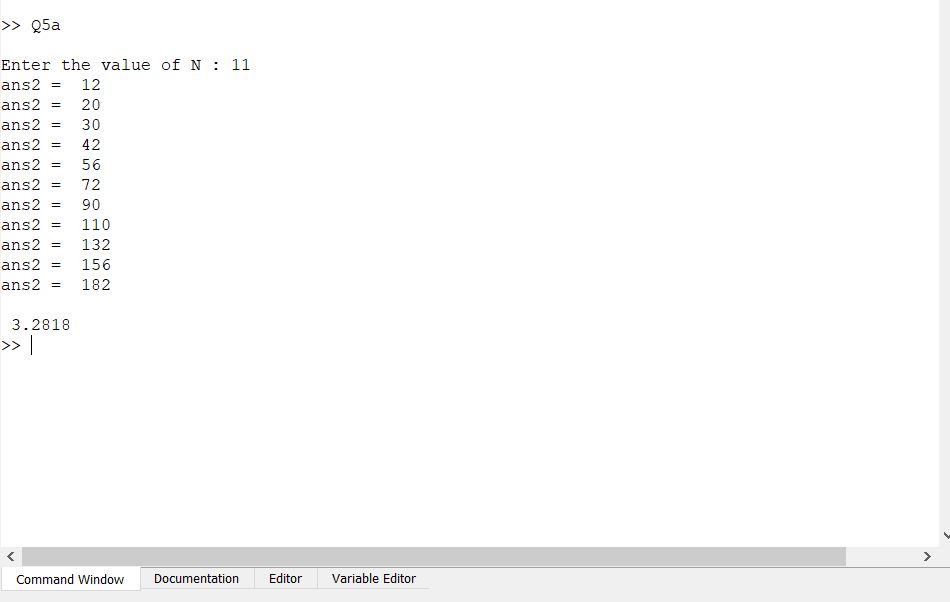 >> Q5a
Enter the value of N : 11
ans2 =  12
ans2 =  20
ans2 =  30
ans2 =  42
ans2 =  56
ans2 =  72
ans2 =  90
ans2 =  110
ans2 =  132
ans2 =  156
ans2 =  182
3.2818
>>
Command Window Documentation Editor Variable Editor